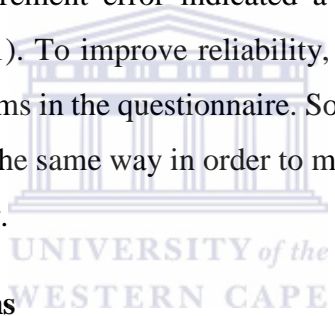 rement error indicated a
). To improve reliability,
ms in the questionnaire. So
he same way in order to m
UNIVERSITY of the
WESTERN CAPE